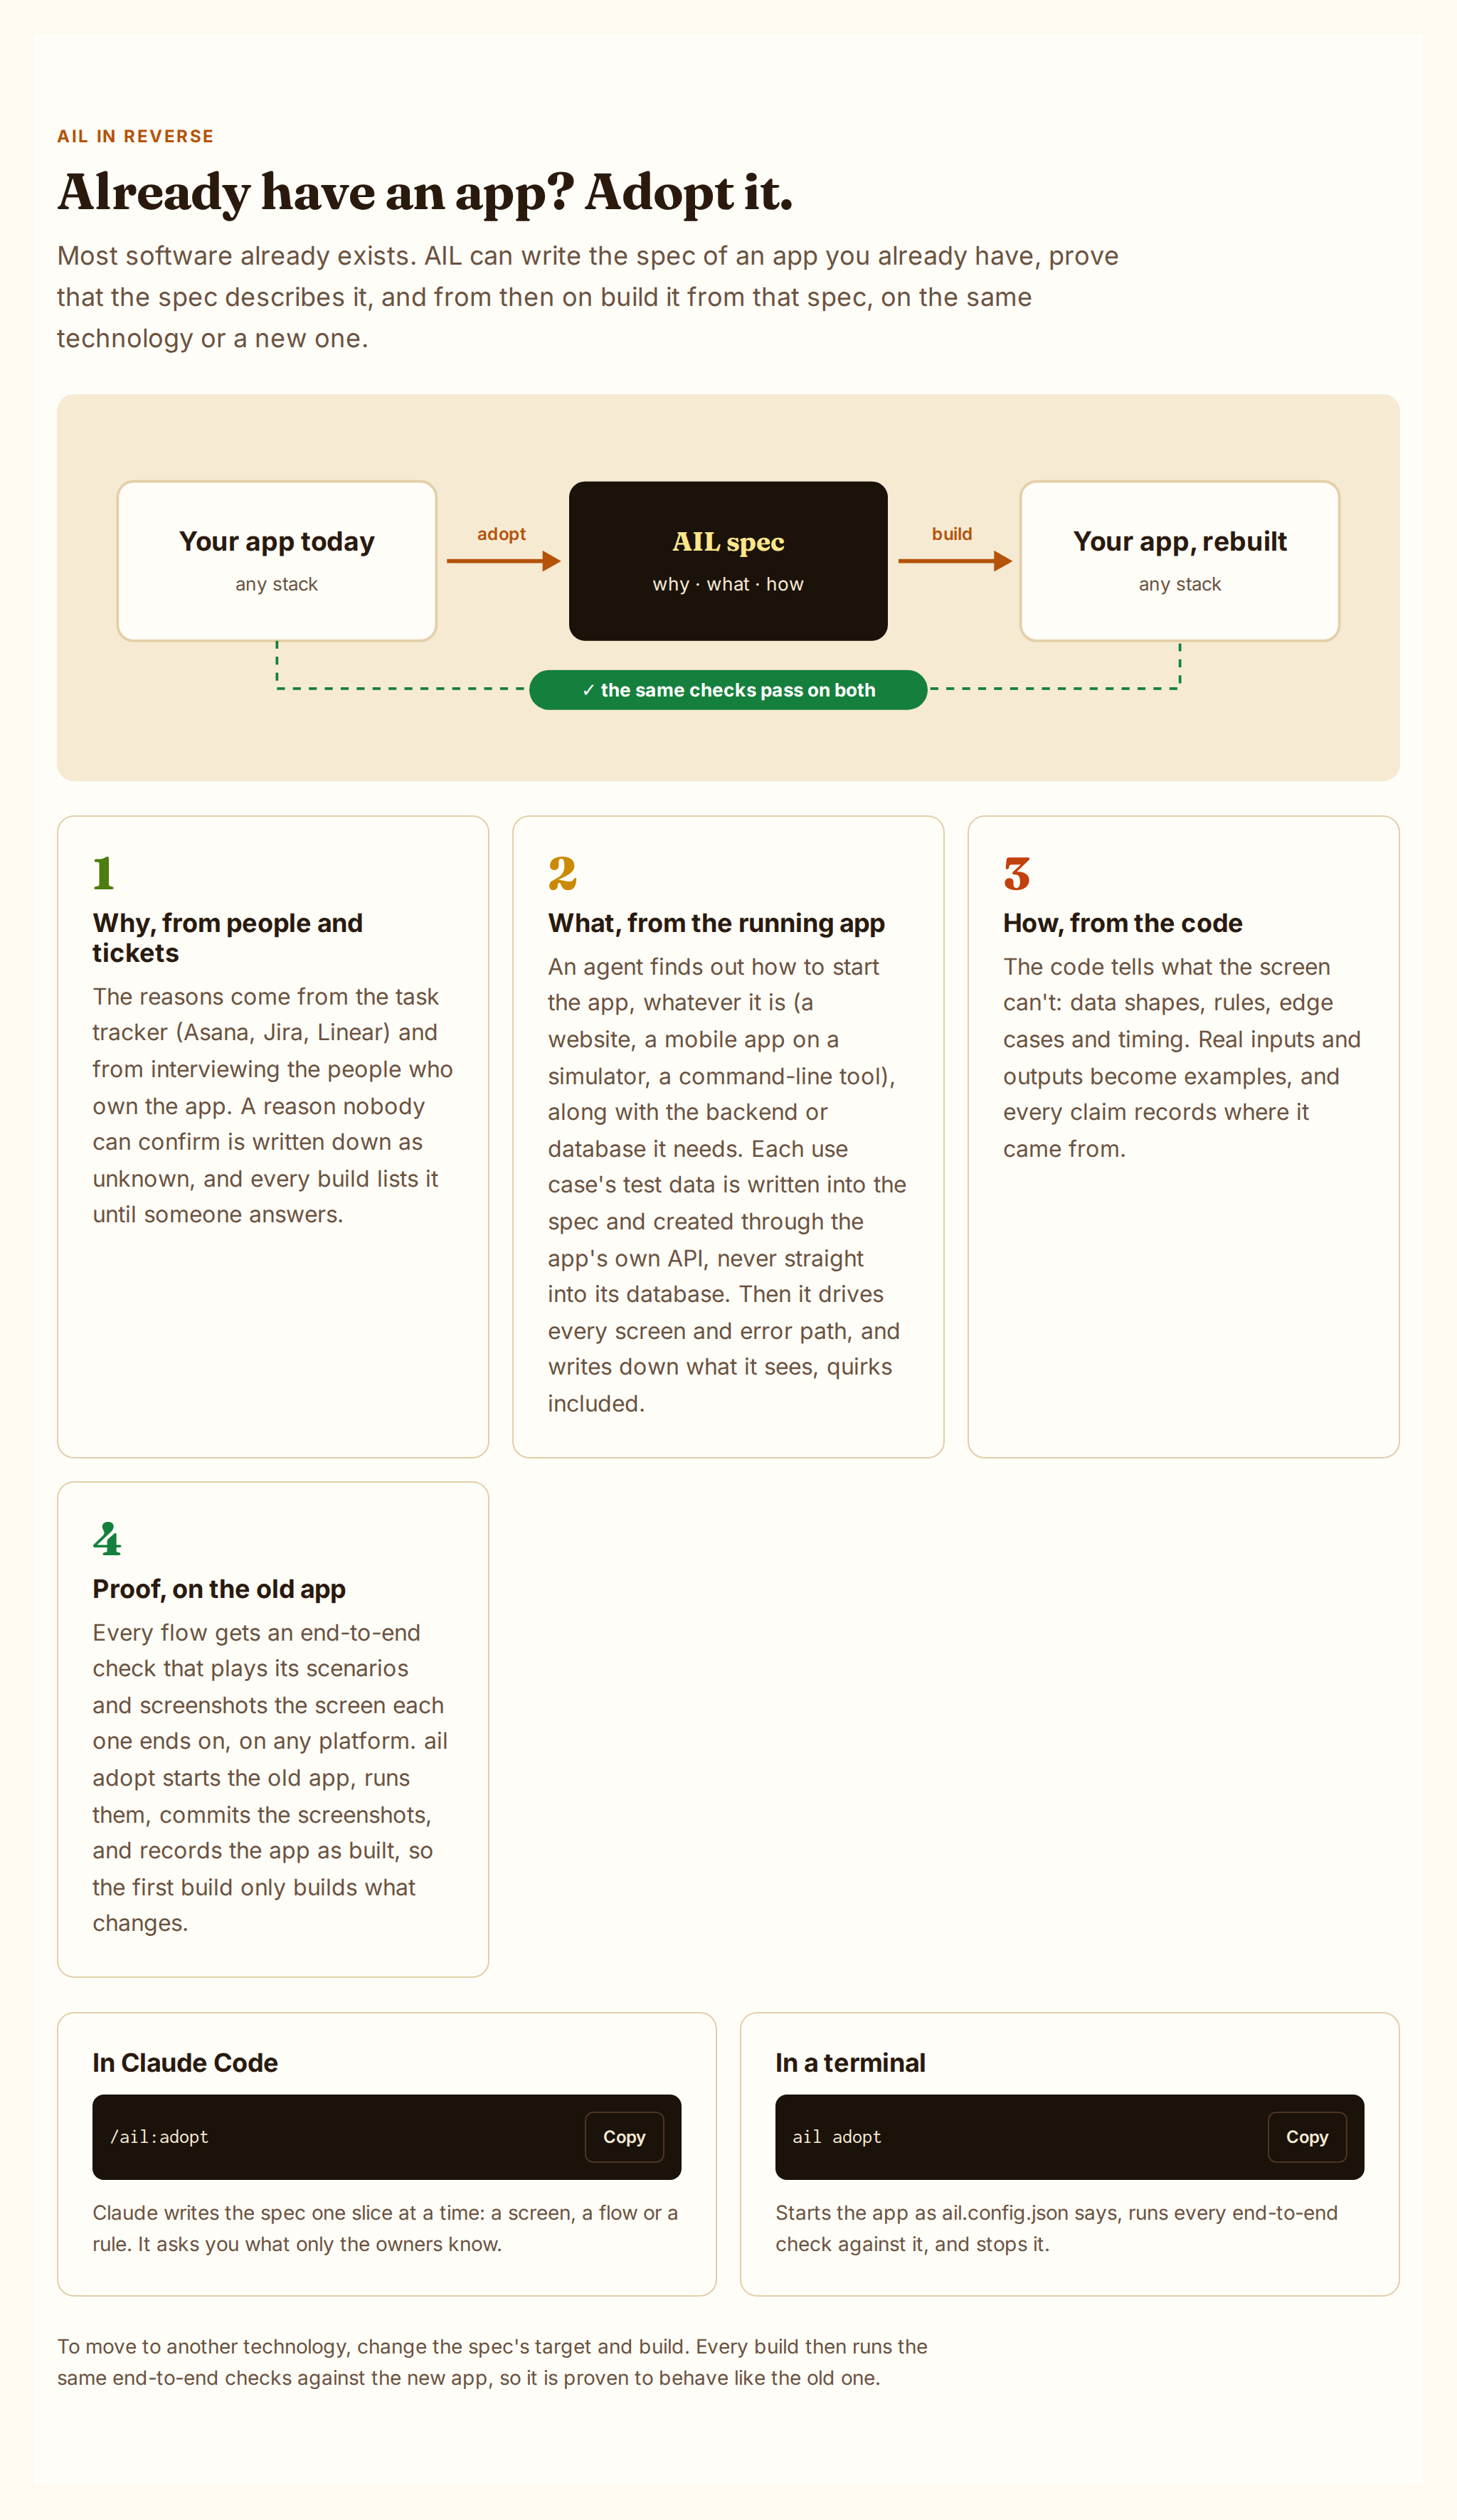 AIL IN REVERSE
Already have an app? Adopt it.
Most software already exists. AIL can write the spec of an app you already have, prove
that the spec describes it, and from then on build it from that spec, on the same
technology or a new one.
Your app today
any stack
adopt
AIL spec
why · what · how
build
Your app, rebuilt
any stack
✓ the same checks pass on both
1
Why, from people and
tickets
The reasons come from the task
tracker (Asana, Jira, Linear) and
from interviewing the people who
own the app. A reason nobody
can confirm is written down as
unknown, and every build lists it
until someone answers.
2
What, from the running app
An agent finds out how to start
the app, whatever it is (a
website, a mobile app on a
simulator, a command-line tool),
along with the backend or
database it needs. Each use
case's test data is written into the
spec and created through the
app's own API, never straight
into its database. Then it drives
every screen and error path, and
writes down what it sees, quirks
included.
3
How, from the code
The code tells what the screen
can't: data shapes, rules, edge
cases and timing. Real inputs and
outputs become examples, and
every claim records where it
came from.
4
Proof, on the old app
Every flow gets an end-to-end
check that plays its scenarios
and screenshots the screen each
one ends on, on any platform. ail
adopt starts the old app, runs
them, commits the screenshots,
and records the app as built, so
the first build only builds what
changes.
In Claude Code
/ail:adopt
Copy
Claude writes the spec one slice at a time: a screen, a flow or a
rule. It asks you what only the owners know.
In a terminal
ail adopt
Copy
Starts the app as ail.config.json says, runs every end-to-end
check against it, and stops it.
To move to another technology, change the spec's target and build. Every build then runs the
same end-to-end checks against the new app, so it is proven to behave like the old one.